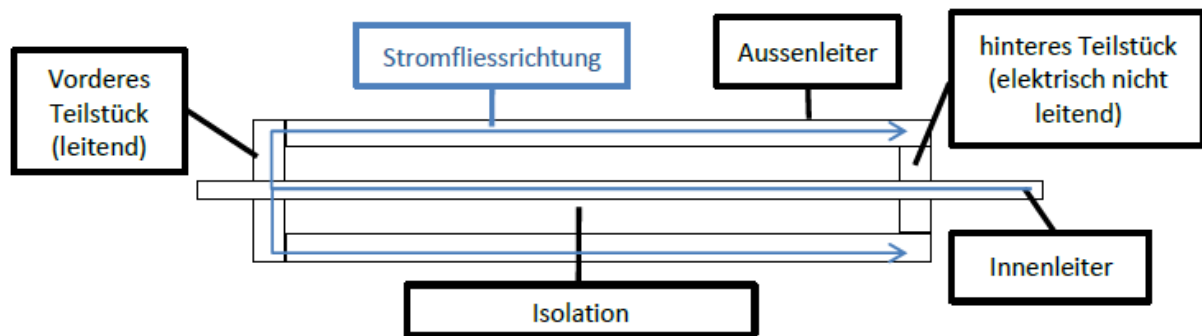 Stromfliessrichtung
Aussenleiter
hinteres Teilstück
(elektrisch nicht
leitend)
Vorderes
Teilstück
(leitend)
Innenleiter
Isolation